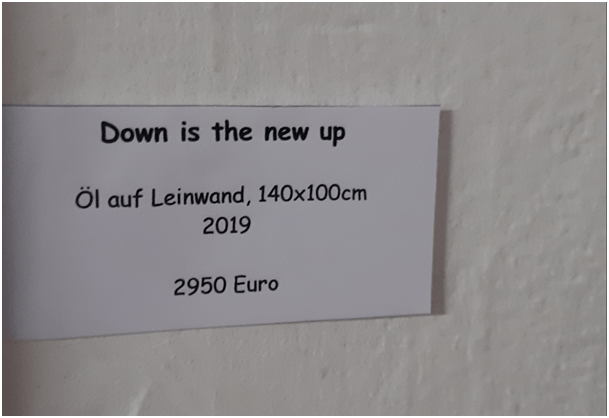 Down is the new up
Öl auf Leinwand, 140x100cm
2019
2950 Euro